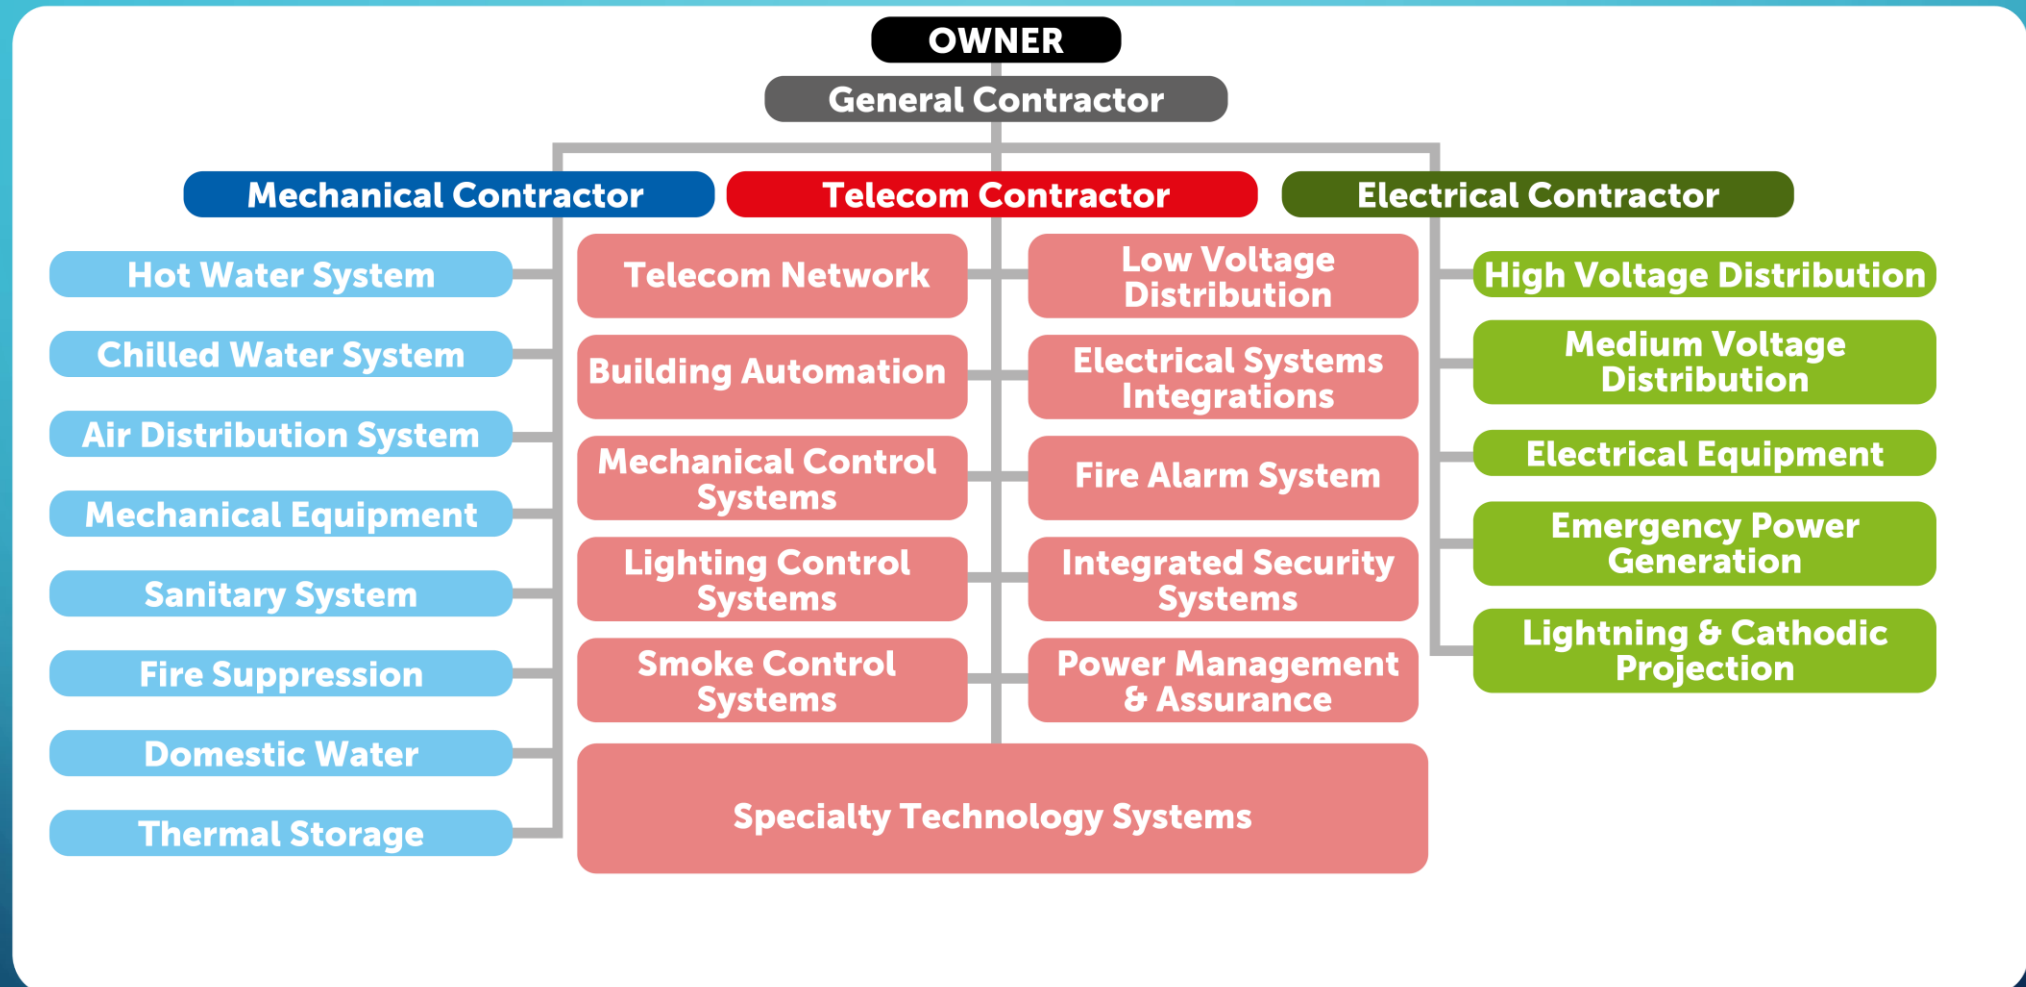 OWNER
General Contractor
Mechanical Contractor
Telecom Contractor
Electrical Contractor
Hot Water System
Chilled Water System
Air Distribution System
Mechanical Equipment
Sanitary System
Fire Suppression
Domestic Water
Thermal Storage
Telecom Network
Building Automation
Mechanical Control
Systems
Lighting Control
Systems
Smoke Control
Systems
Low Voltage
Distribution
Electrical Systems
Integrations
Fire Alarm System
Integrated Security
Systems
Power Management
& Assurance
Specialty Technology Systems
High Voltage Distribution
Medium Voltage
Distribution
Electrical Equipment
Emergency Power
Generation
Lightning & Cathodic
Projection